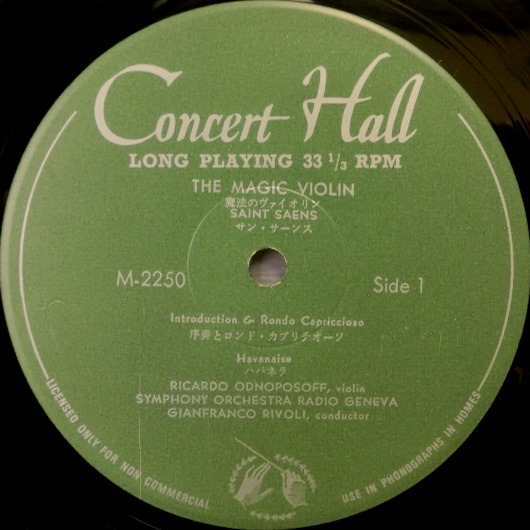 Concert Hall
LONG PLAYING 33 1/3 RPM
THE MAGIC VIOLIN
魔法のヴァイオリン
SAINT SAENS
サン・サーンス
M-2250
Side 1
Introduction & Rondo Capriccioso
序奏とロンド・カプリチオーソ
Havanaise
ハバネラ
RICARDO ODNOPOSOFF, violin
SYMPHONY ORCHESTRA RADIO GENEVA
GIANFRANCO RIVOLI, conductor
LICENSED ONLY FOR NON COMMERCIAL
USE IN PHONOGRAPHS IN HOMES